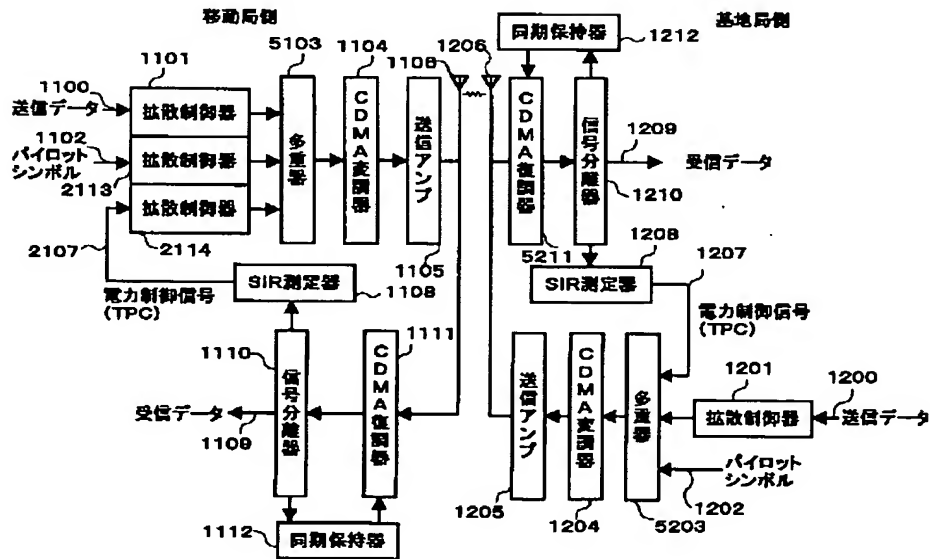 移動局側
基地局側
1101
5103
1104
1106
1206
同期保持器
1212
1100
送信データ
拡散制御器
多重器
CDMA変調器
送信アンプ
CDMA復調器
信号分離器
1209
受信データ
1210
1102
パイロット
シンボル
拡散制御器
2113
拡散制御器
2107
2114
1105
5211
1208
1207
SIR測定器
1108
SIR測定器
電力制御信号
(TPC)
電力制御信号
(TPC)
1110
1111
受信データ
1109
信号分離器
CDMA復調器
送信アンプ
CDMA変調器
多重器
1201
1200
拡散制御器
送信データ
パイロット
シンボル
1202
1205
1204
5203
1112
同期保持器